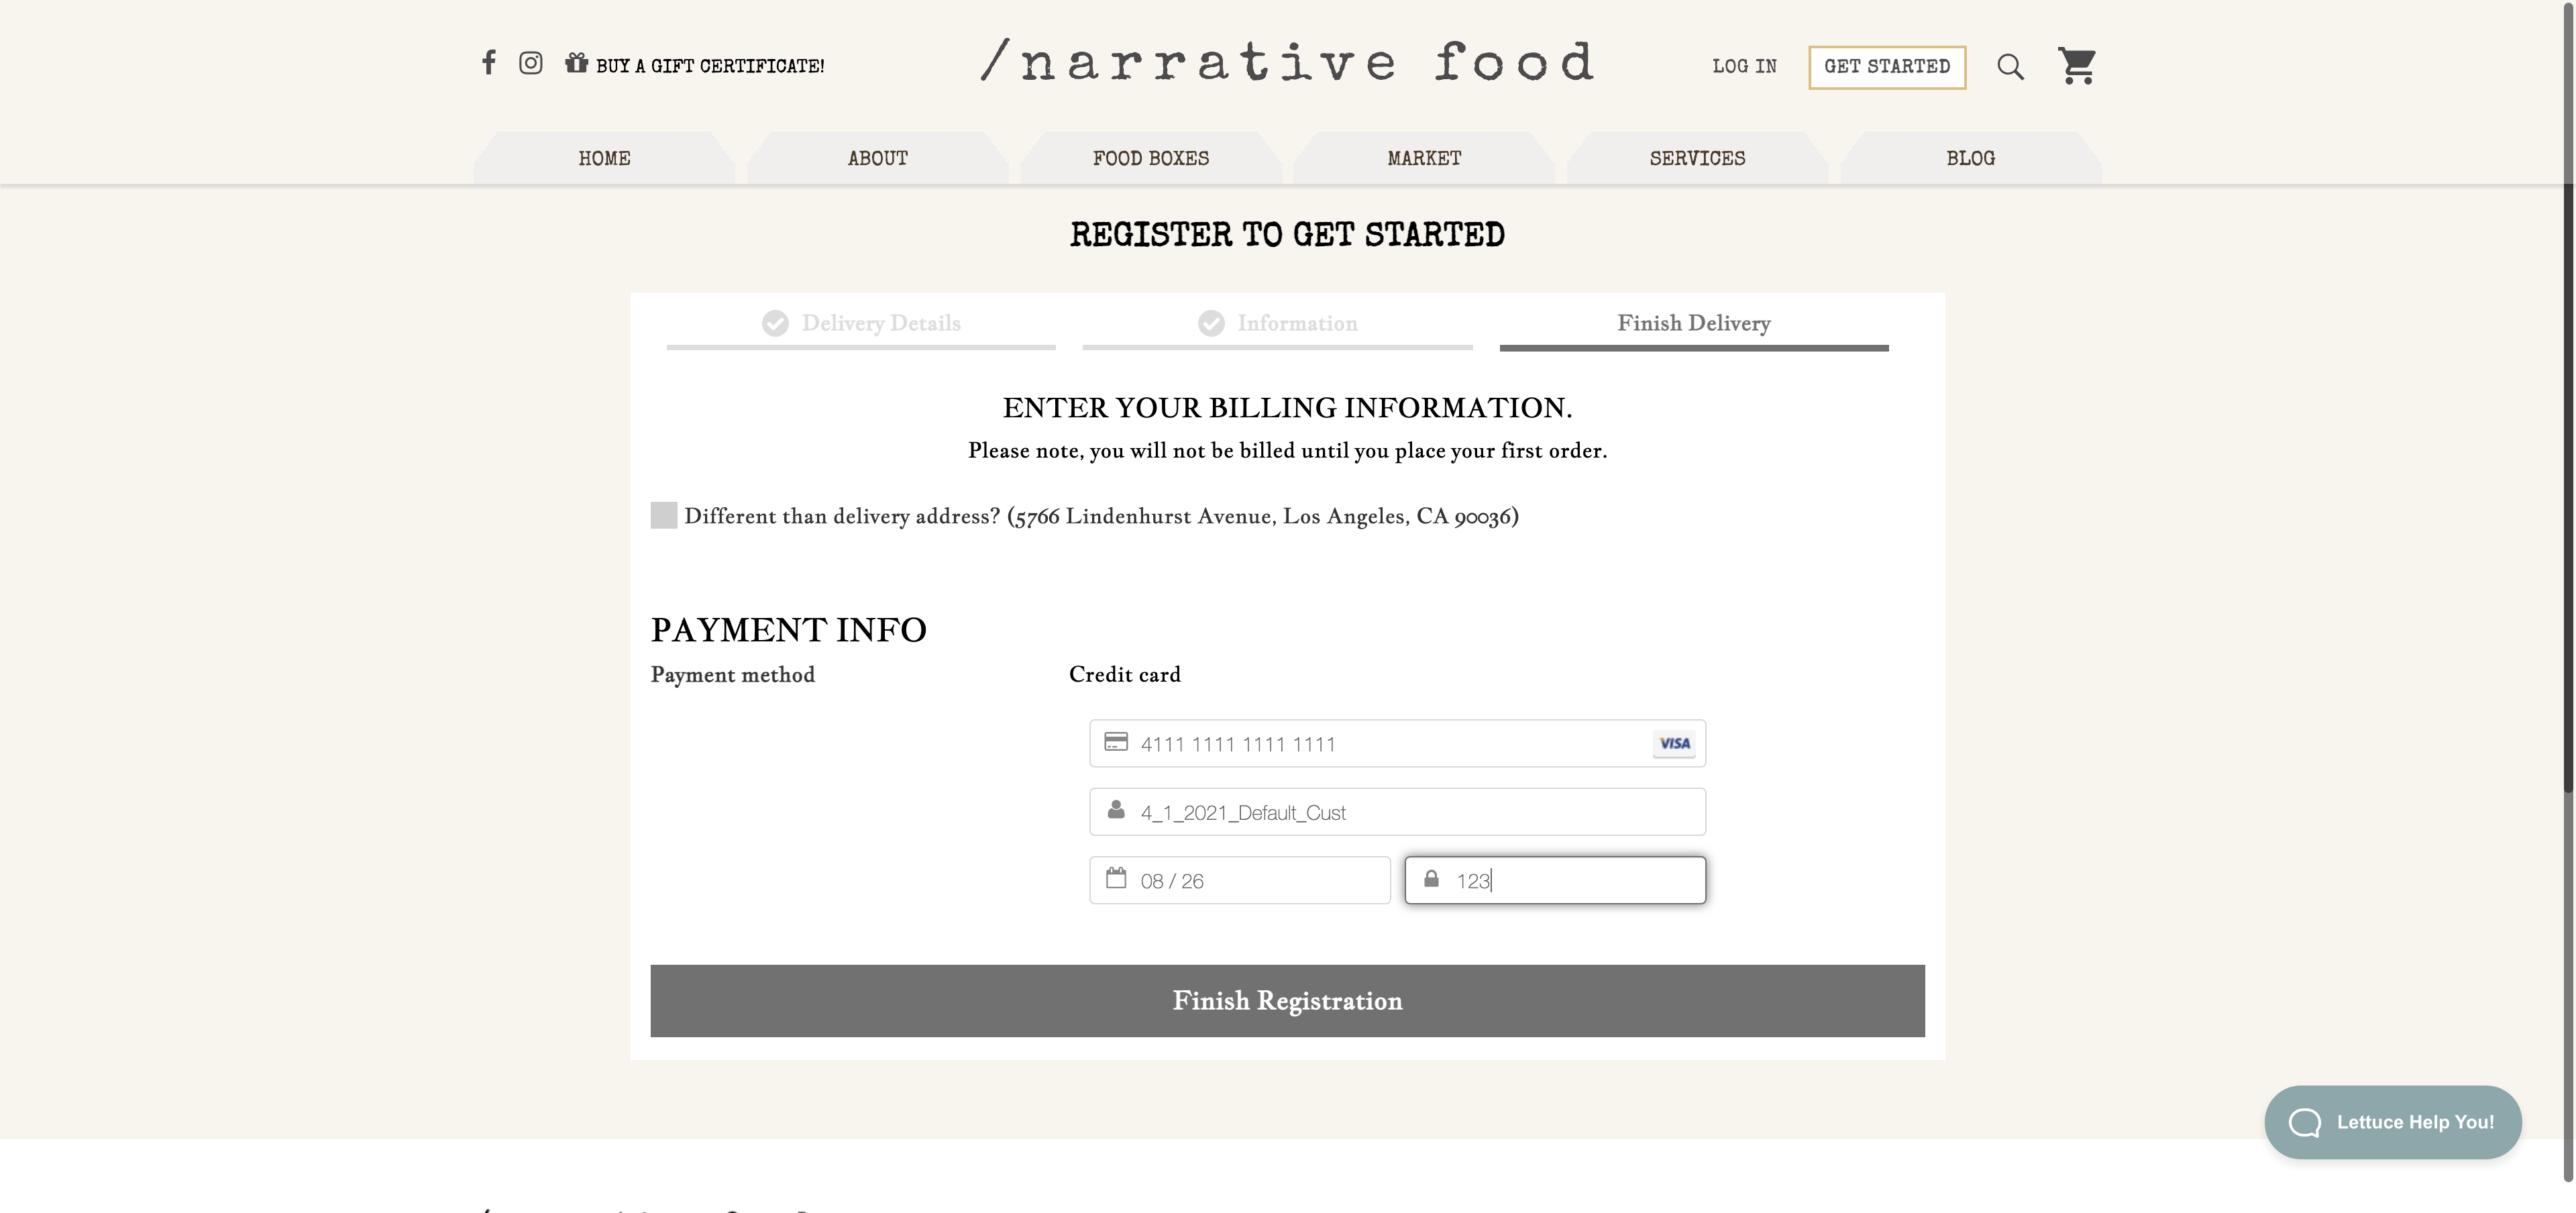 BUY A GIFT CERTIFICATE!
/narrative food
LOG IN
GET STARTED
HOME
ABOUT
FOOD BOXES
MARKET
SERVICES
BLOG
REGISTER TO GET STARTED
Delivery Details
Information
Finish Delivery
ENTER YOUR BILLING INFORMATION.
Please note, you will not be billed until you place your first order.
Different than delivery address? (5766 Lindenhurst Avenue, Los Angeles, CA 90036)
PAYMENT INFO
Payment method
Credit card
4111 1111 1111 1111
VISA
4_1_2021_Default_Cust
08 / 26
123
Finish Registration
Lettuce Help You!